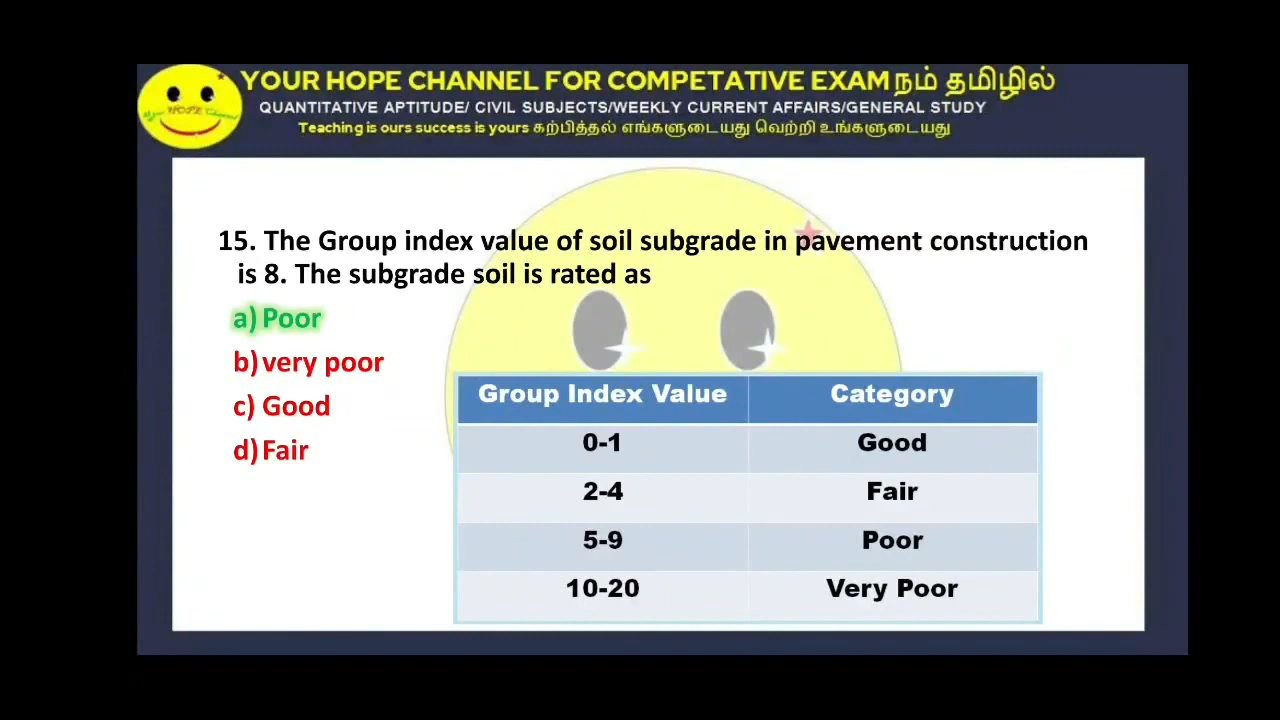 YOUR HOPE CHANNEL FOR COMPETATIVE EXAM நம் தமிழில்
QUANTITATIVE APTITUDE/ CIVIL SUBJECTS/WEEKLY CURRENT AFFAIRS/GENERAL STUDY
Teaching is ours success is yours கற்பித்தல் எங்களுடையது வெற்றி உங்களுடையது
15. The Group index value of soil subgrade in pavement construction
is 8. The subgrade soil is rated as
a) Poor
b) very poor
c) Good
d) Fair
Group Index Value Category
0-1 Good
2-4 Fair
5-9 Poor
10-20 Very Poor